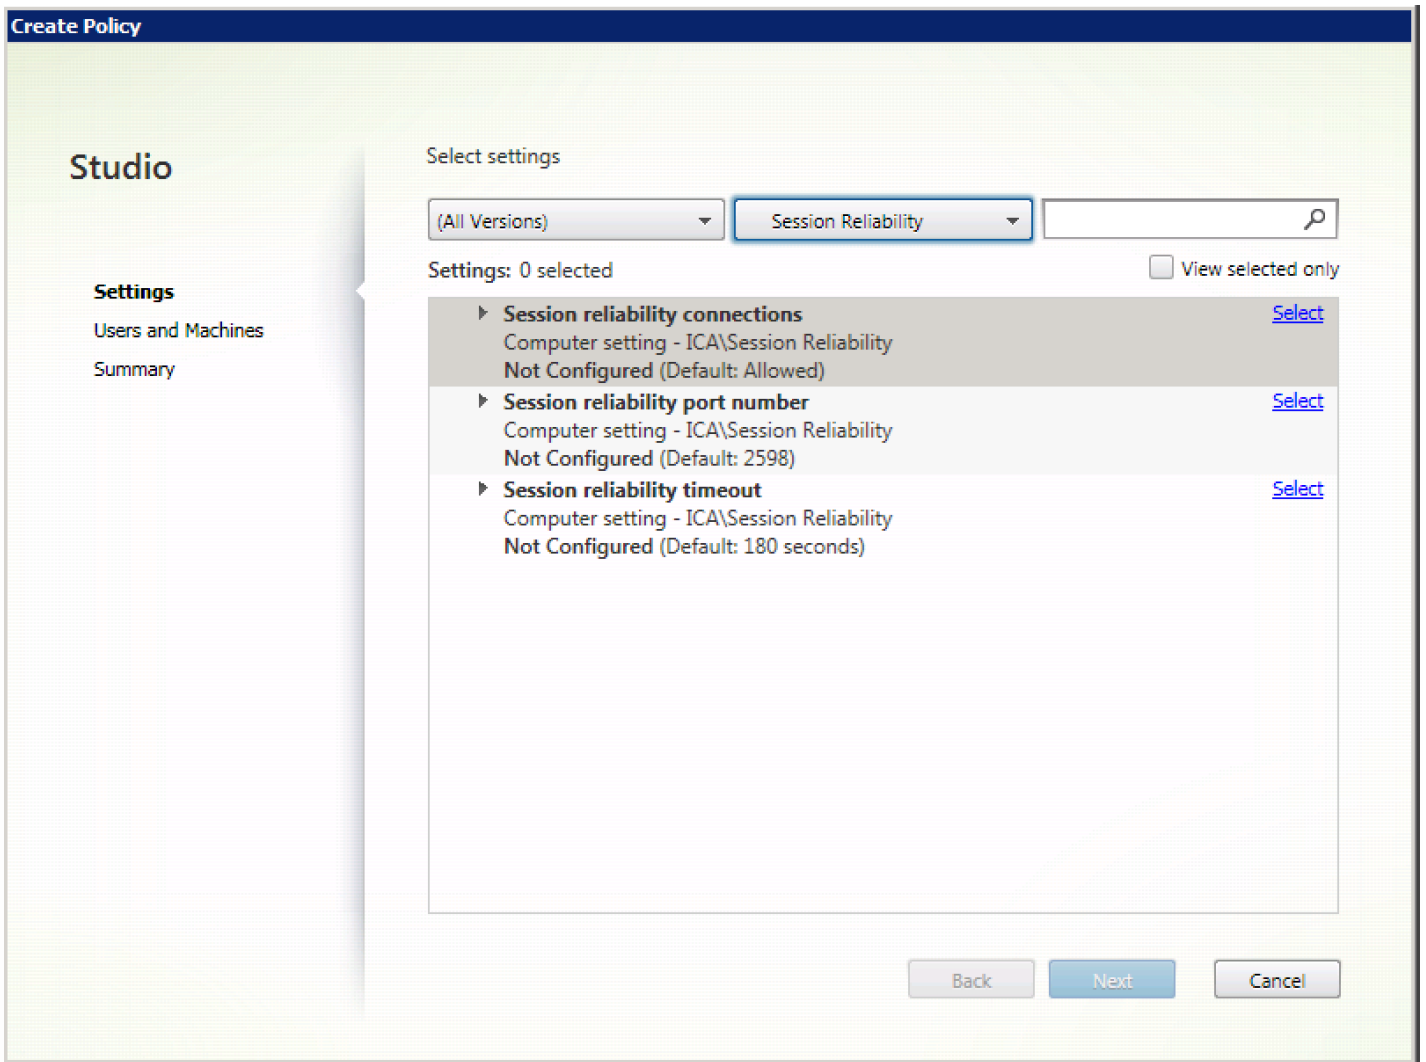 Create Policy
Studio
Settings
Users and Machines
Summary
Select settings
(All Versions)
Session Reliability
Settings: 0 selected
View selected only
Session reliability connections
Select
Computer setting - ICA\Session Reliability
Not Configured (Default: Allowed)
Session reliability port number
Select
Computer setting - ICA\Session Reliability
Not Configured (Default: 2598)
Session reliability timeout
Select
Computer setting - ICA\Session Reliability
Not Configured (Default: 180 seconds)
Back
Next
Cancel